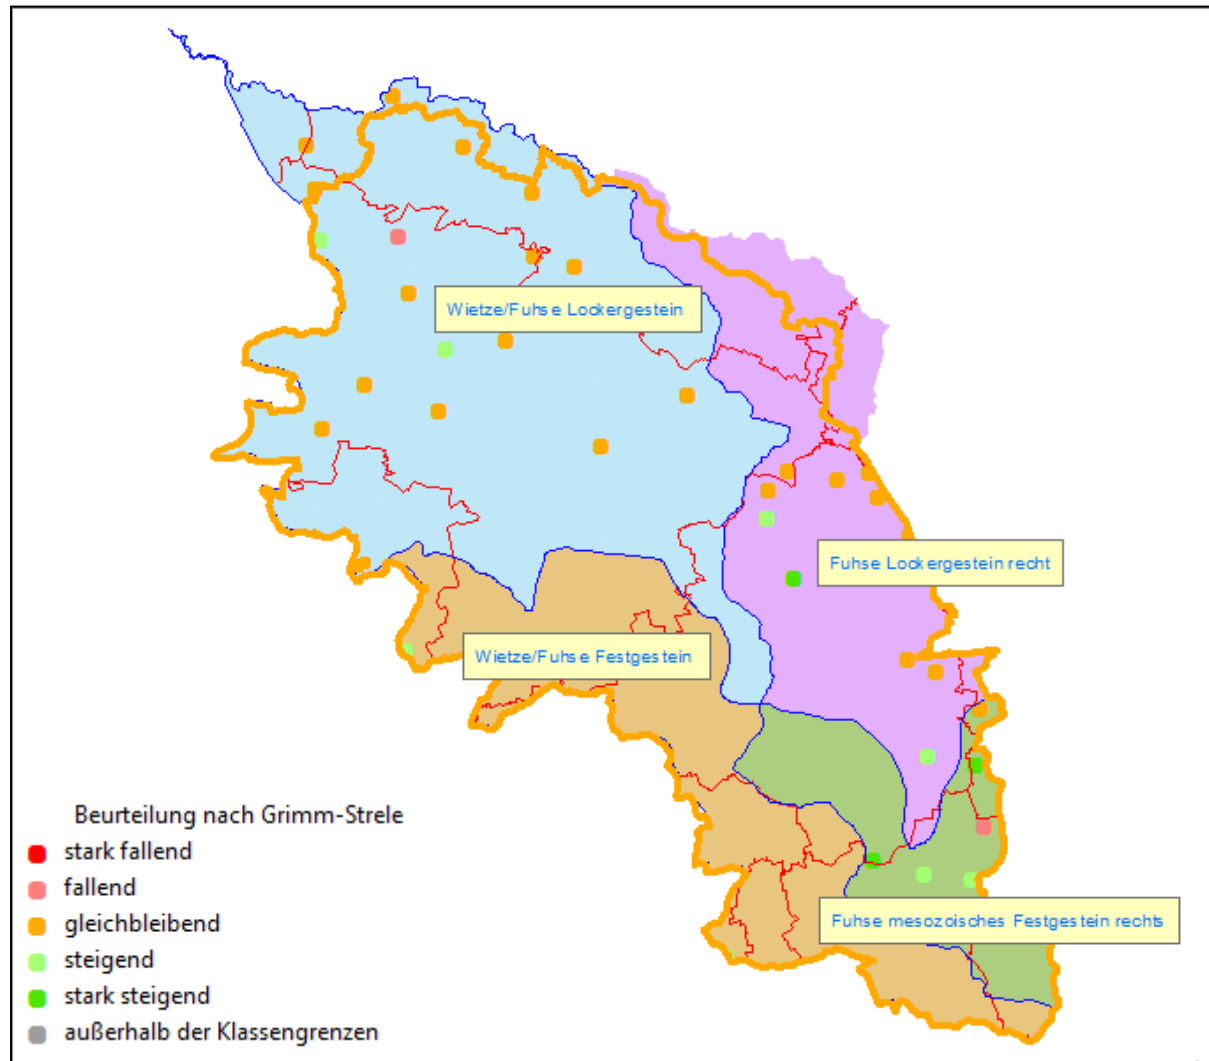 Wietze/Fuhse Lockergestein
Fuhse Lockergestein recht
Wietze/Fuhse Festgestein
Fuhse mesozoisches Festgestein rechts
Beurteilung nach Grimm-Strele
stark fallend
fallend
gleichbleibend
steigend
stark steigend
außerhalb der Klassengrenzen